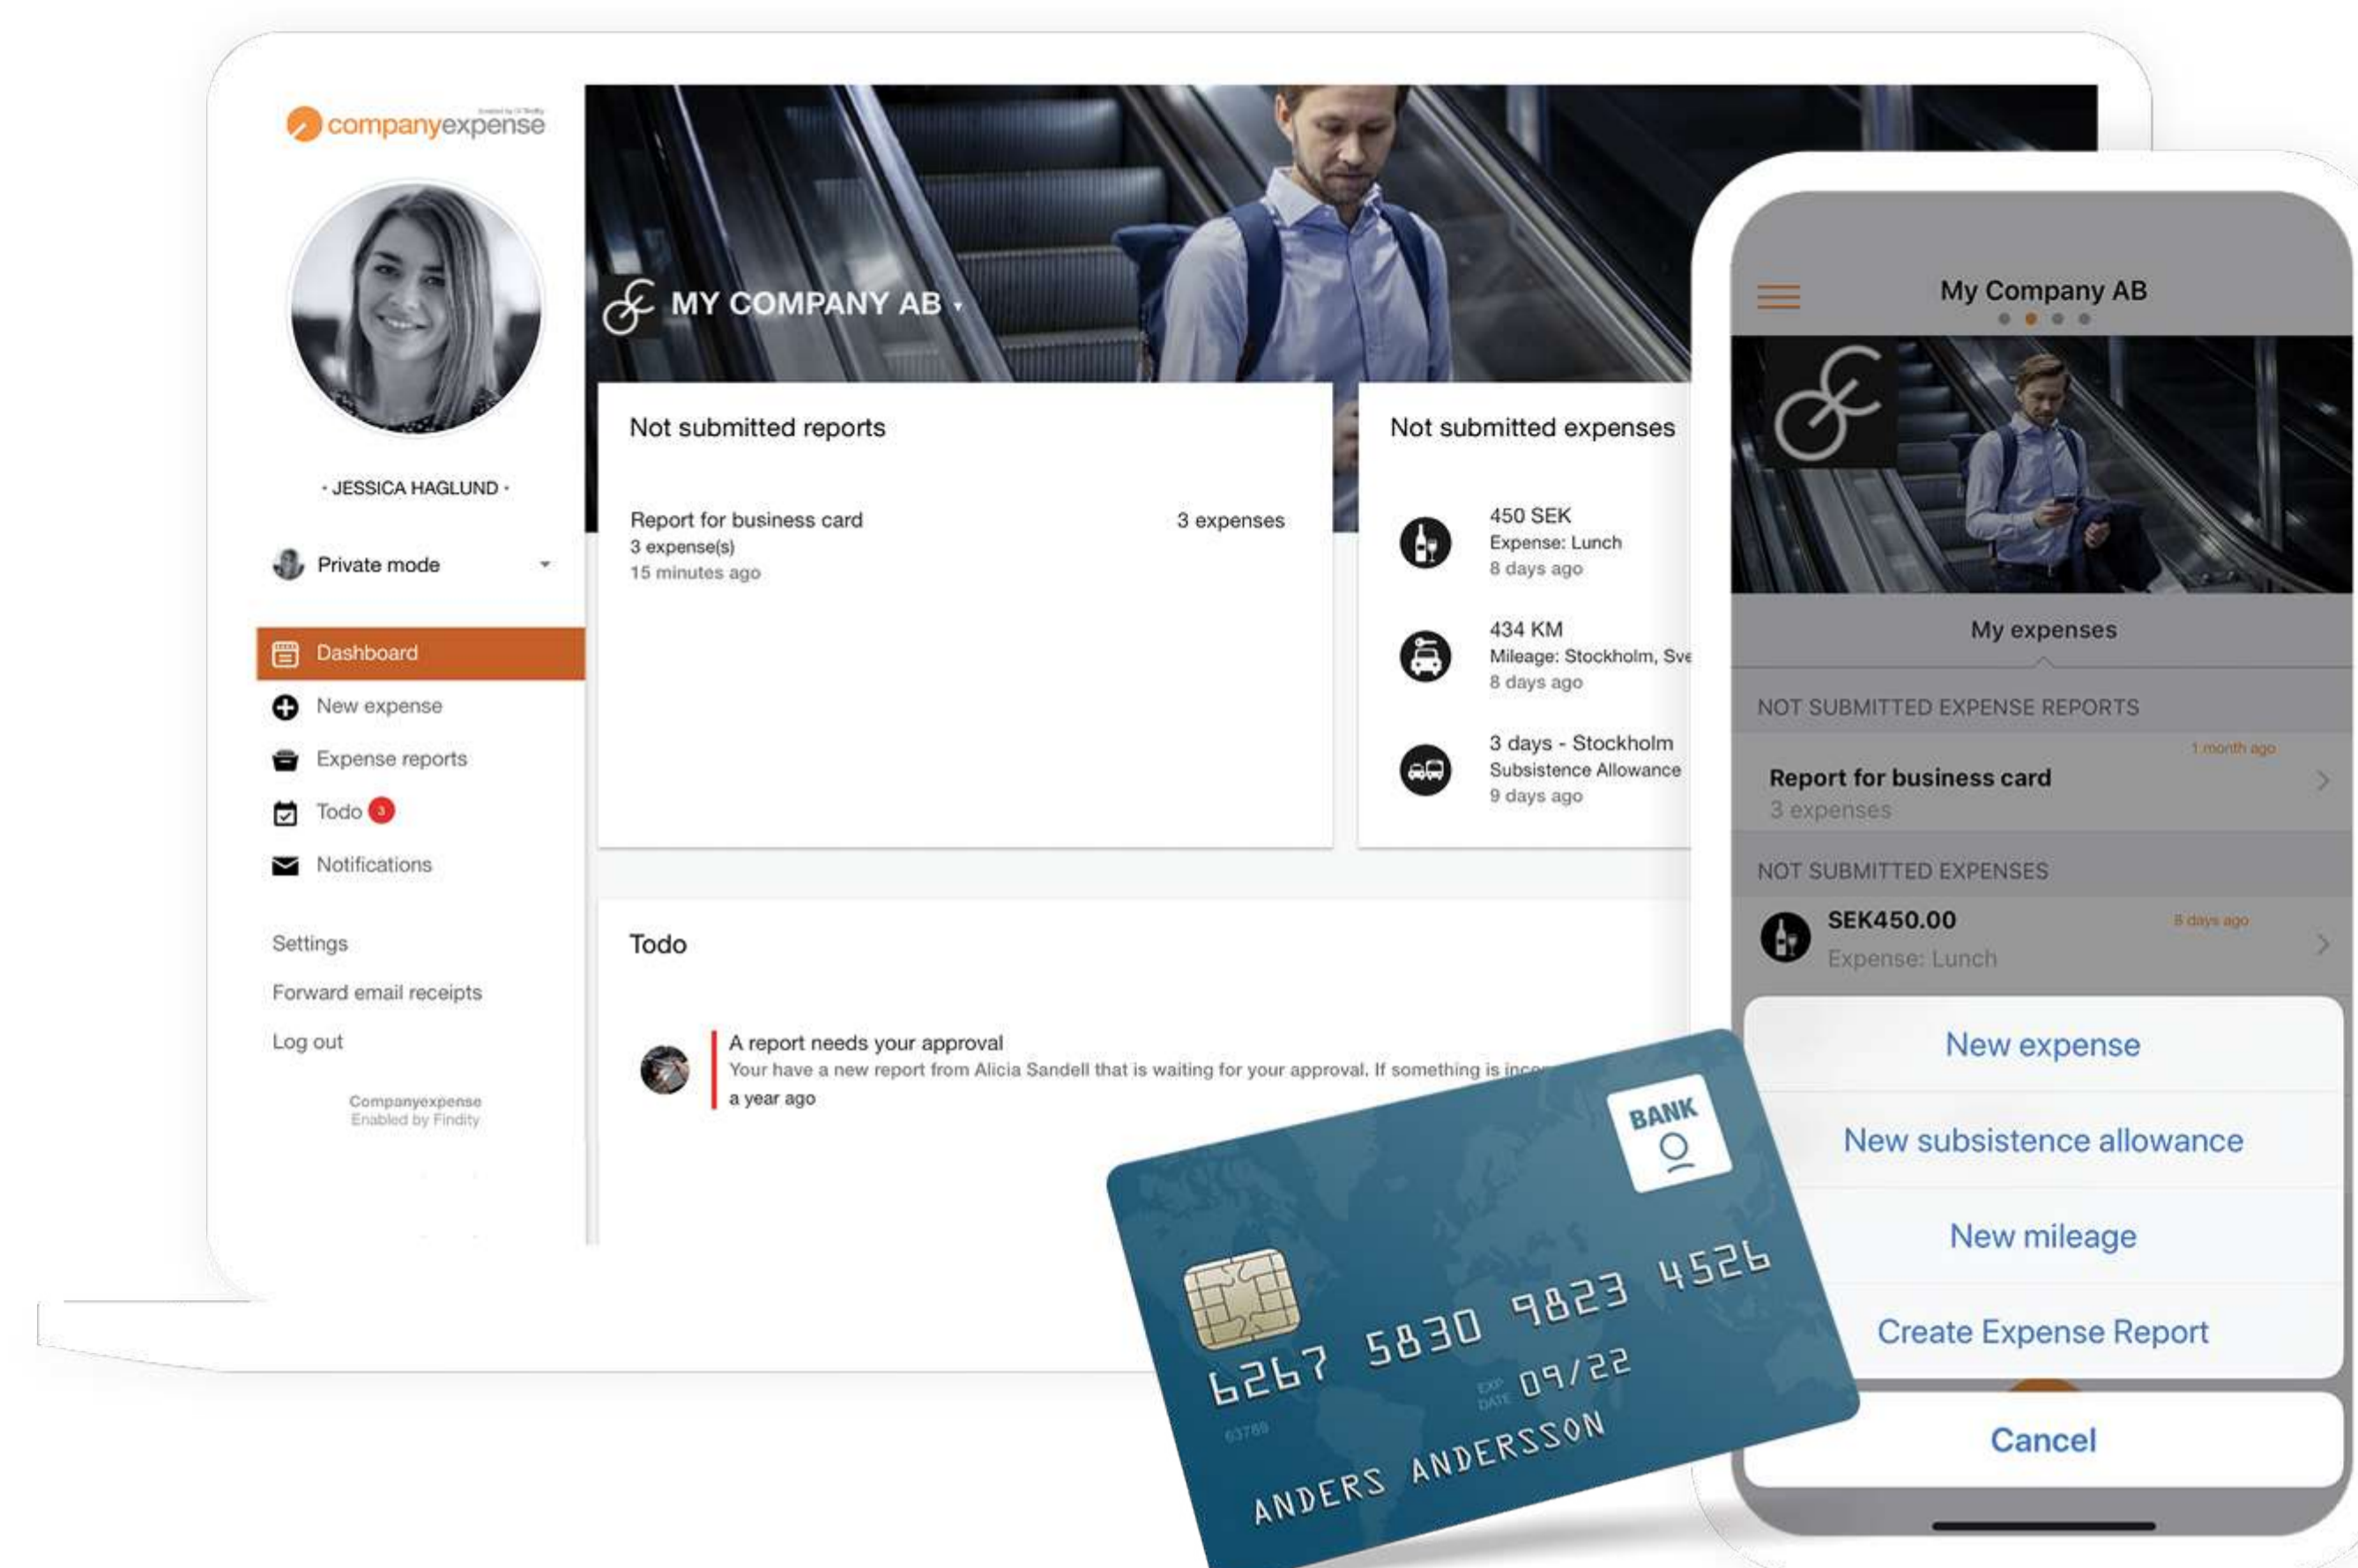 companyexpense
- JESSICA HAGLUND -
Private mode
Dashboard
New expense
Expense reports
Todo 3
Notifications
Settings
Forward email receipts
Log out
Companyexpense
Enabled by Findity
MY COMPANY AB
Not submitted reports
Report for business card
3 expenses
3 expense(s)
15 minutes ago
Not submitted expenses
450 SEK
Expense: Lunch
8 days ago
434 KM
Mileage: Stockholm, Sve
8 days ago
3 days - Stockholm
Subsistence Allowance
9 days ago
Todo
A report needs your approval
Your have a new report from Alicia Sandell that is waiting for your approval. If something is
a year ago
BANK
6267 5830 9823 4526
63789
EXP
DATE
09/22
ANDERS ANDERSSON
My Company AB
My expenses
NOT SUBMITTED EXPENSE REPORTS
1 month ago
Report for business card
3 expenses
NOT SUBMITTED EXPENSES
SEK450.00
8 days ago
Expense: Lunch
New expense
New subsistence allowance
New mileage
Create Expense Report
Cancel